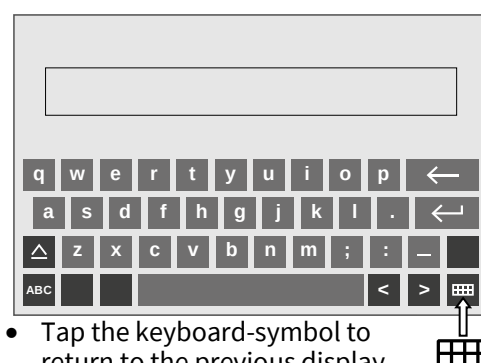 q w e r t y u i o p
a s d f h g j k l .
z x c v b n m ; : _
ABC < >
• Tap the keyboard-symbol to
return to the previous display